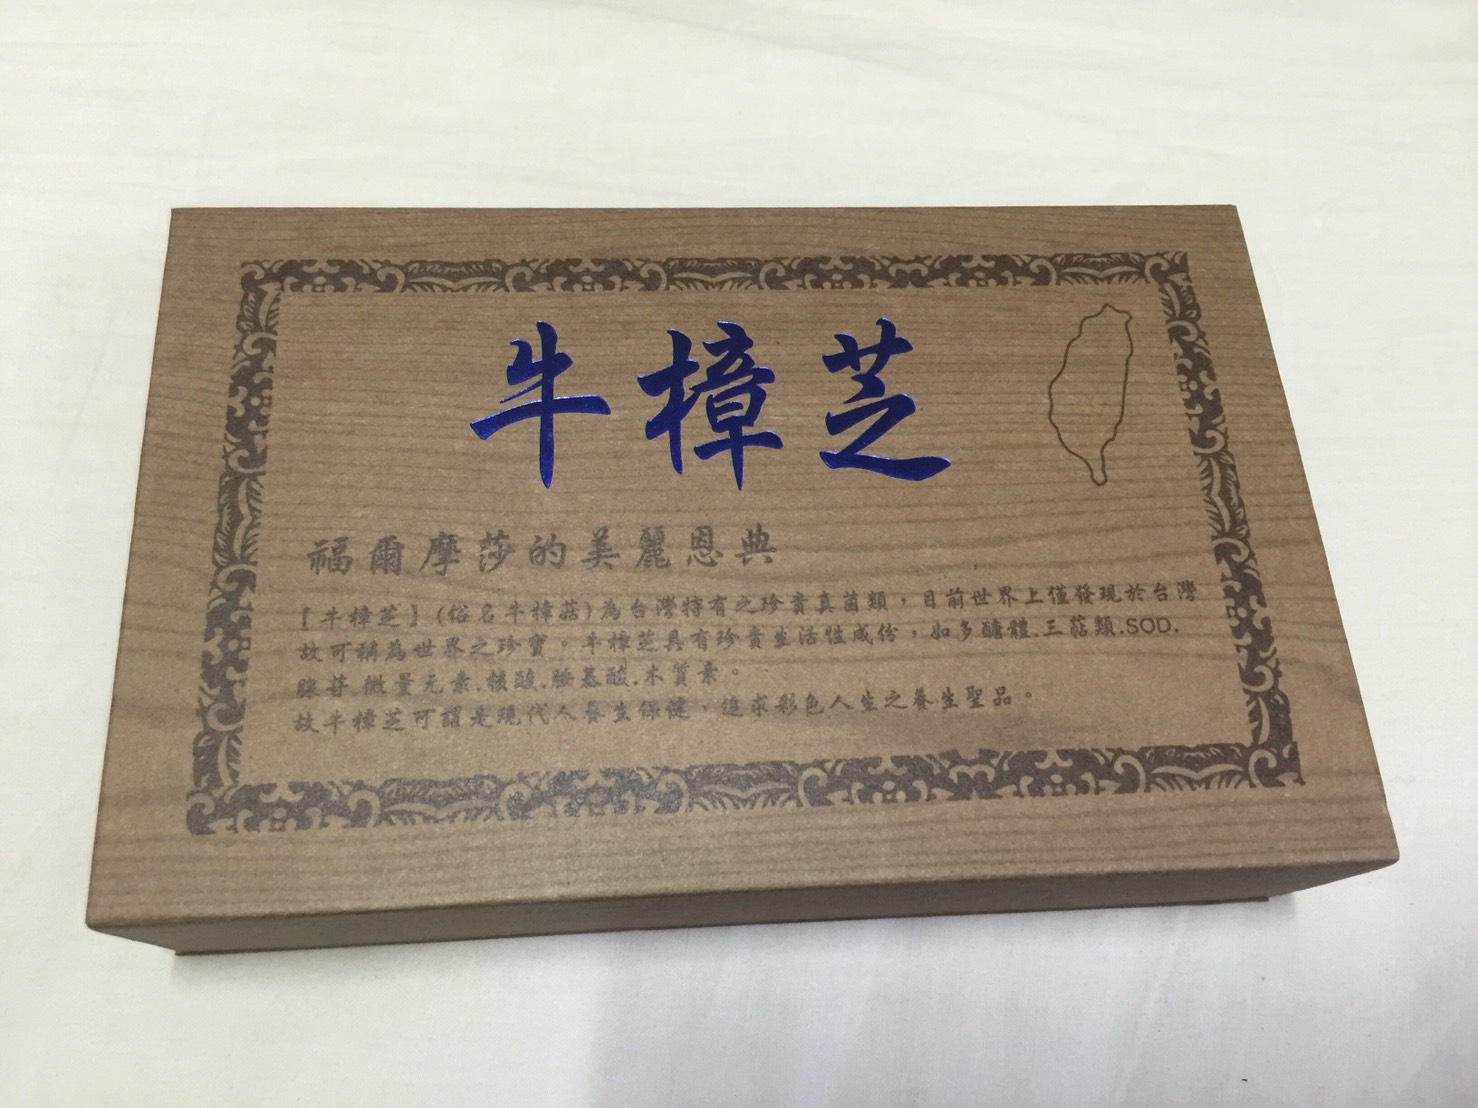 牛樟芝
福爾摩莎的美麗恩典
【牛樟芝】(俗名牛樟菇)為台灣特有之珍貴真菌類，目前世界上僅發現於台灣
故可稱為世界之珍寶。牛樟芝具有珍貴生活性成份，如多醣體.三萜類.SOD.
腺苷.微量元素.核酸.胺基酸.木質素。
故牛樟芝可謂是現代人養生保健，追求彩色人生之養生聖品。